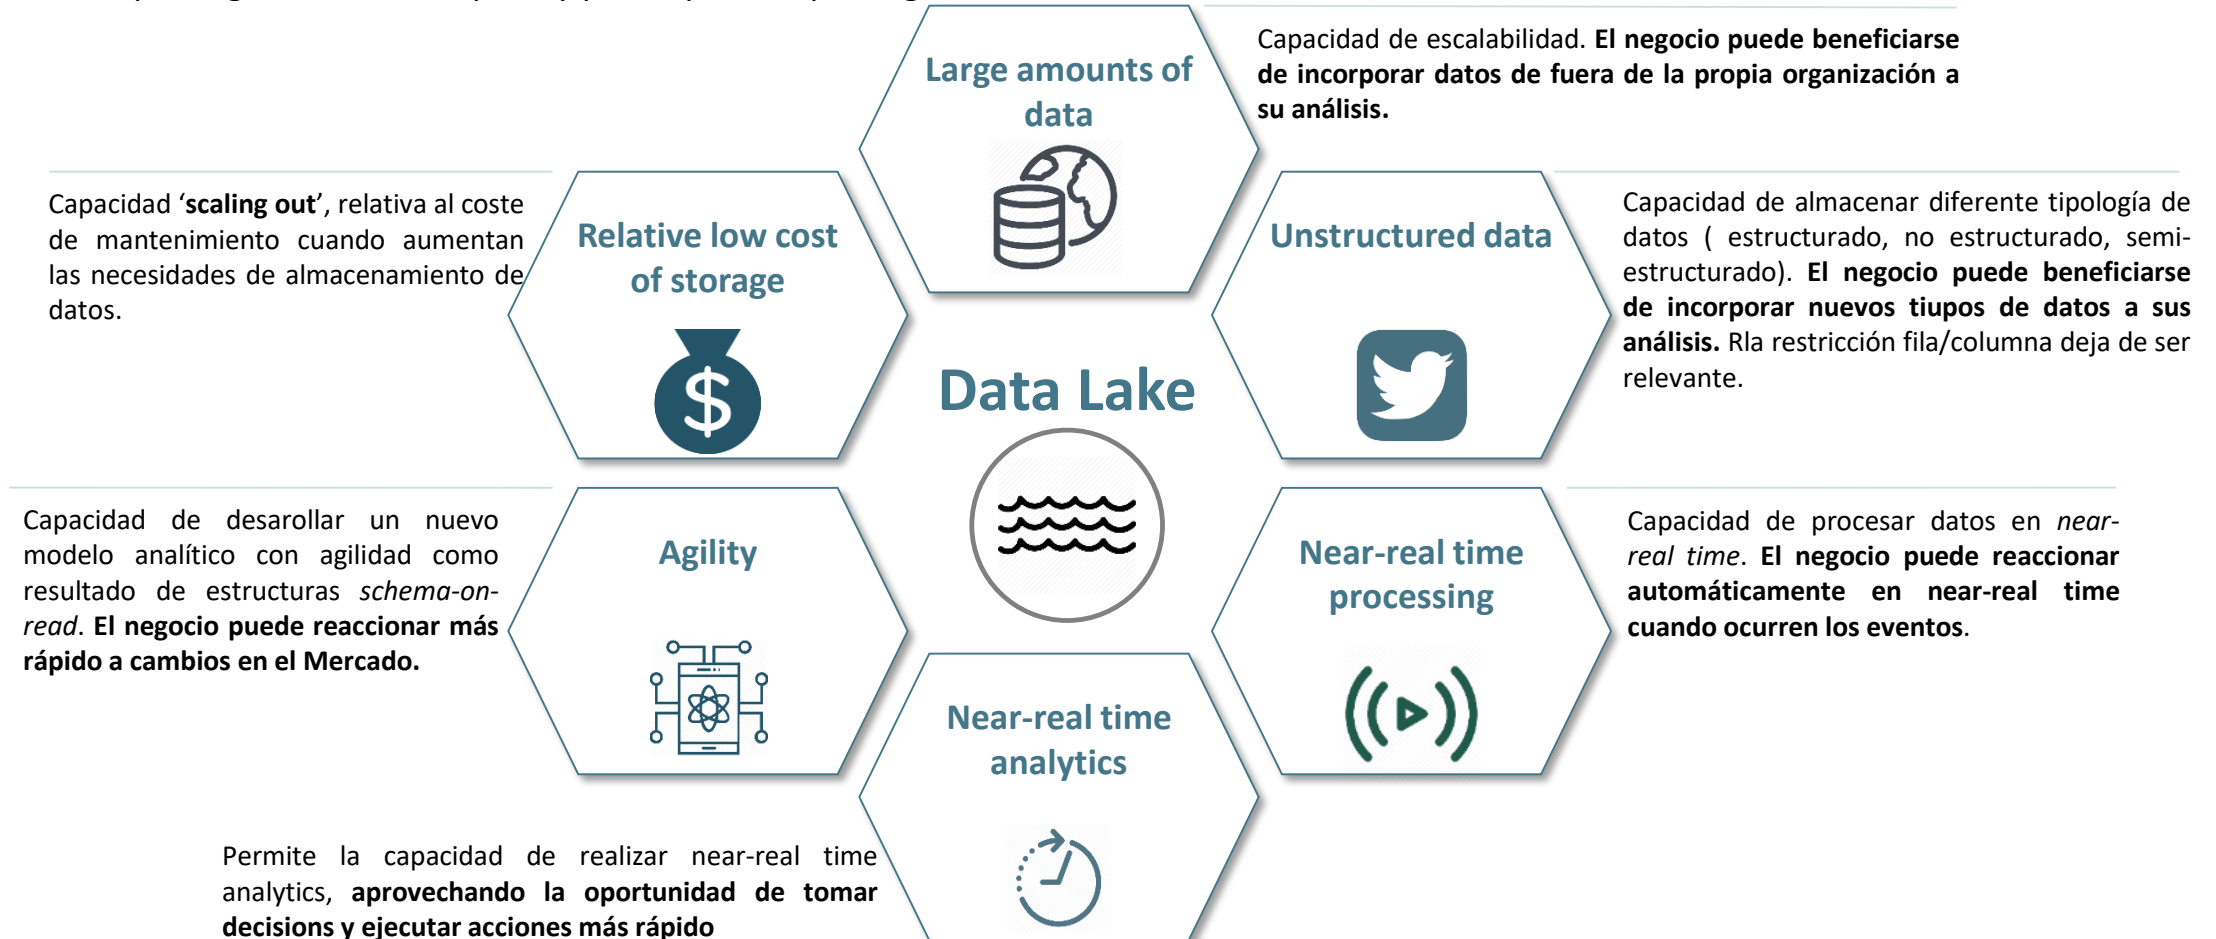 Large amounts of
data
Capacidad de escalabilidad. El negocio puede beneficiarse
de incorporar datos de fuera de la propia organización a
su análisis.
Capacidad ‘scaling out’, relativa al coste
de mantenimiento cuando aumentan
las necesidades de almacenamiento de
datos.
Relative low cost
of storage
$
Unstructured data
Capacidad de almacenar diferente tipología de
datos ( estructurado, no estructurado, semi-
estructurado). El negocio puede beneficiarse
de incorporar nuevos tiupos de datos a sus
análisis. Rla restricción fila/columna deja de ser
relevante.
Data Lake
Capacidad de desarollar un nuevo
modelo analítico con agilidad como
resultado de estructuras schema-on-
read. El negocio puede reaccionar más
rápido a cambios en el Mercado.
Agility
Near-real time
processing
Capacidad de procesar datos en near-
real time. El negocio puede reaccionar
automáticamente en near-real time
cuando ocurren los eventos.
Near-real time
analytics
Permite la capacidad de realizar near-real time
analytics, aprovechando la oportunidad de tomar
decisions y ejecutar acciones más rápido